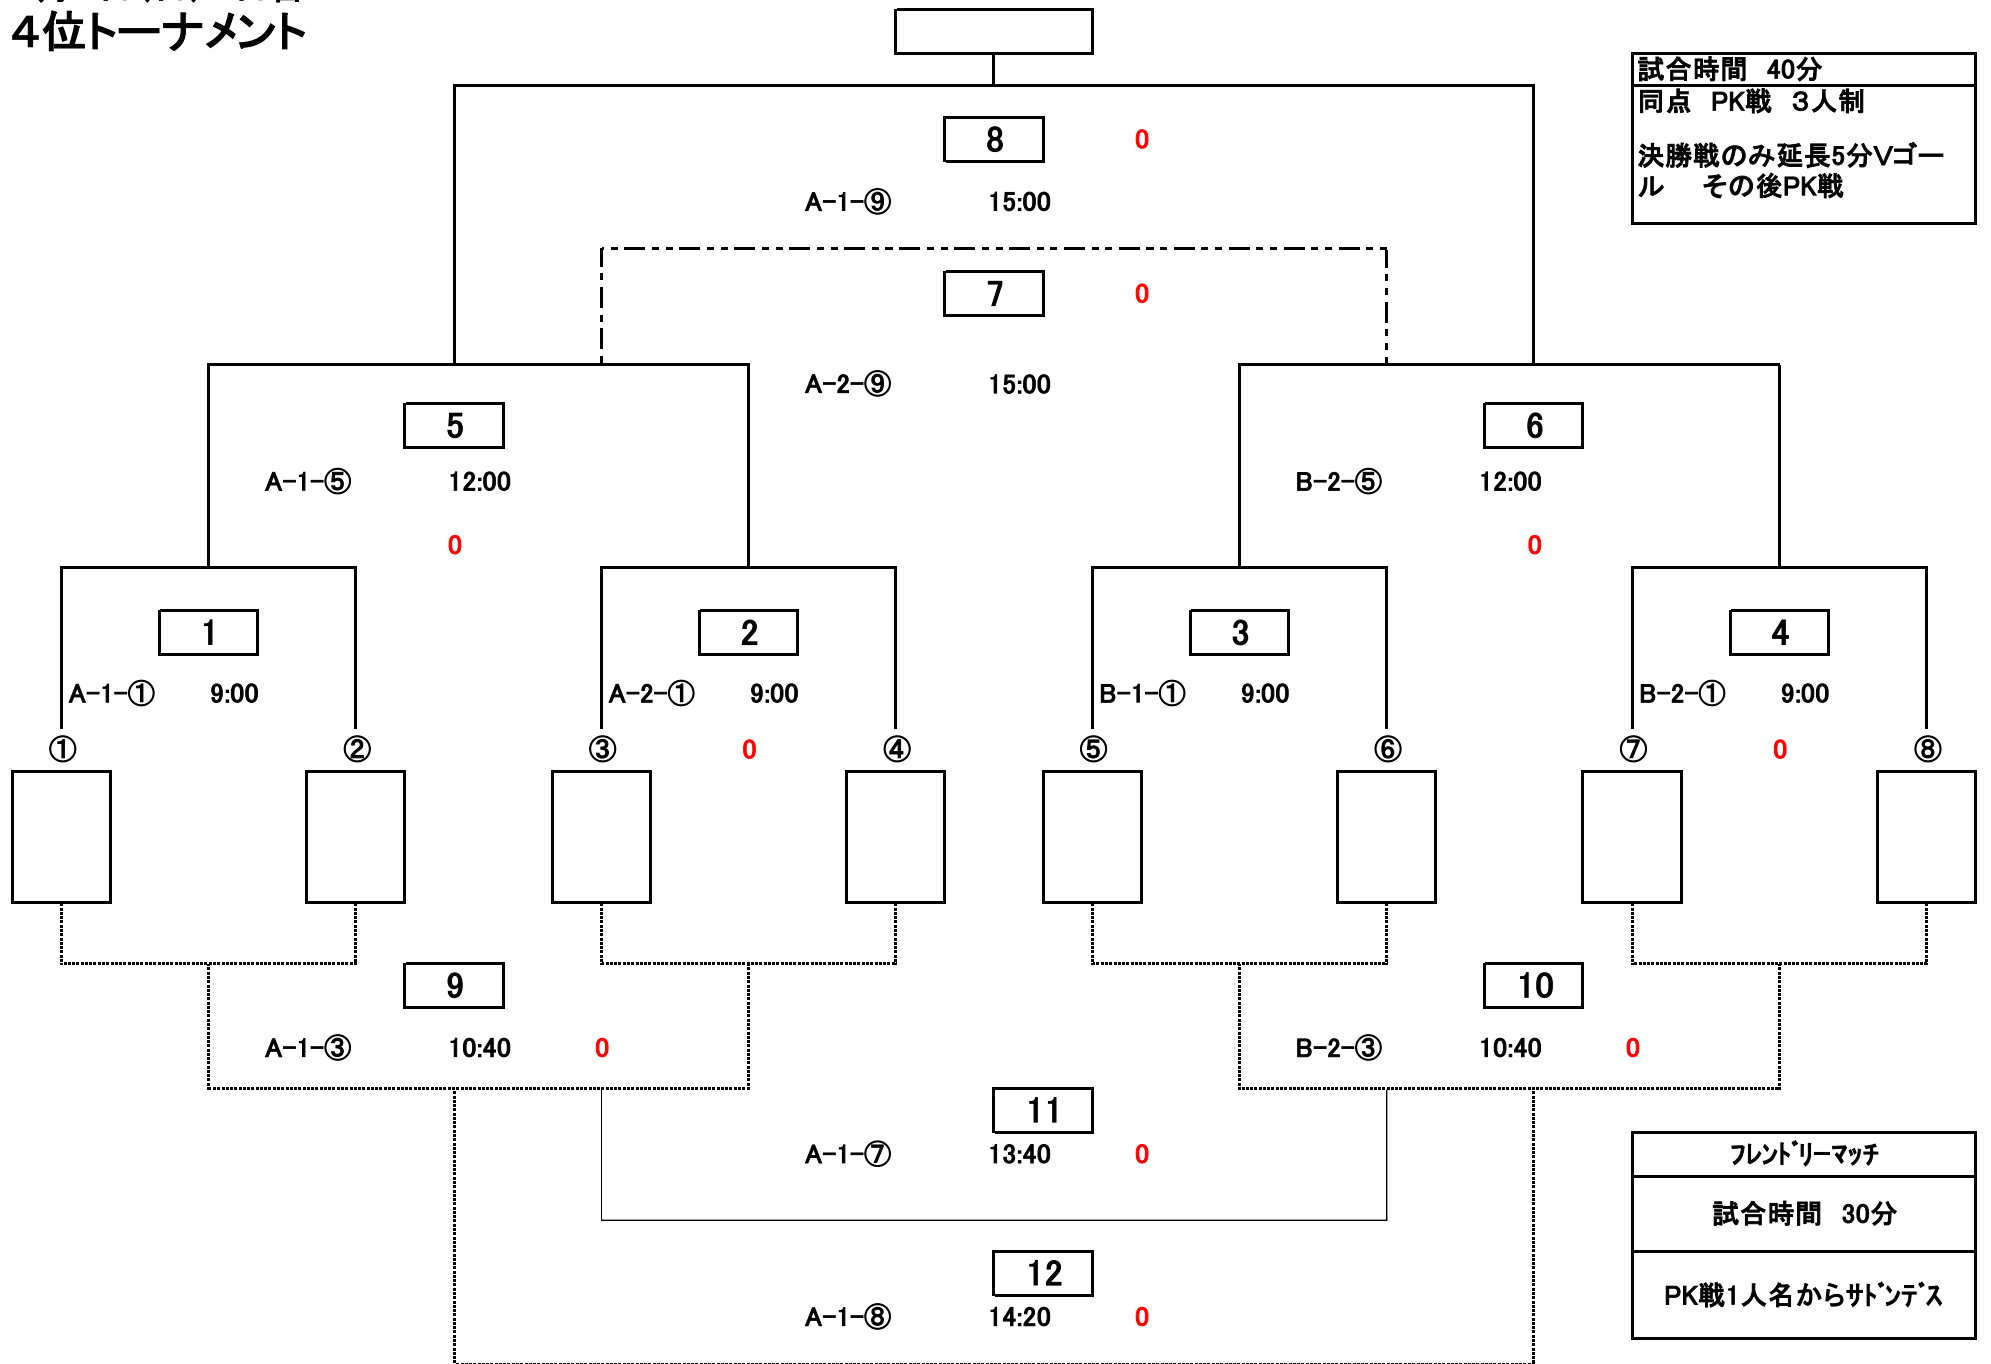 4位トーナメント
試合時間 40分
同点 PK戦 3人制
決勝戦のみ延長5分Vゴー
ル その後PK戦
8 0
A-1-⑨ 15:00
7 0
A-2-⑨ 15:00
5 6
A-1-⑤ 12:00 B-2-⑤ 12:00
0 0
1 2 3 4
A-1-① 9:00 A-2-① 9:00 B-1-① 9:00 B-2-① 9:00
① ② ③ 0 ④ ⑤ ⑥ ⑦ 0 ⑧
9 10
A-1-③ 10:40 0 B-2-③ 10:40 0
11
A-1-⑦ 13:40 0
12
A-1-⑧ 14:20 0
フレンドリーマッチ
試合時間 30分
PK戦1人名からサドンデス